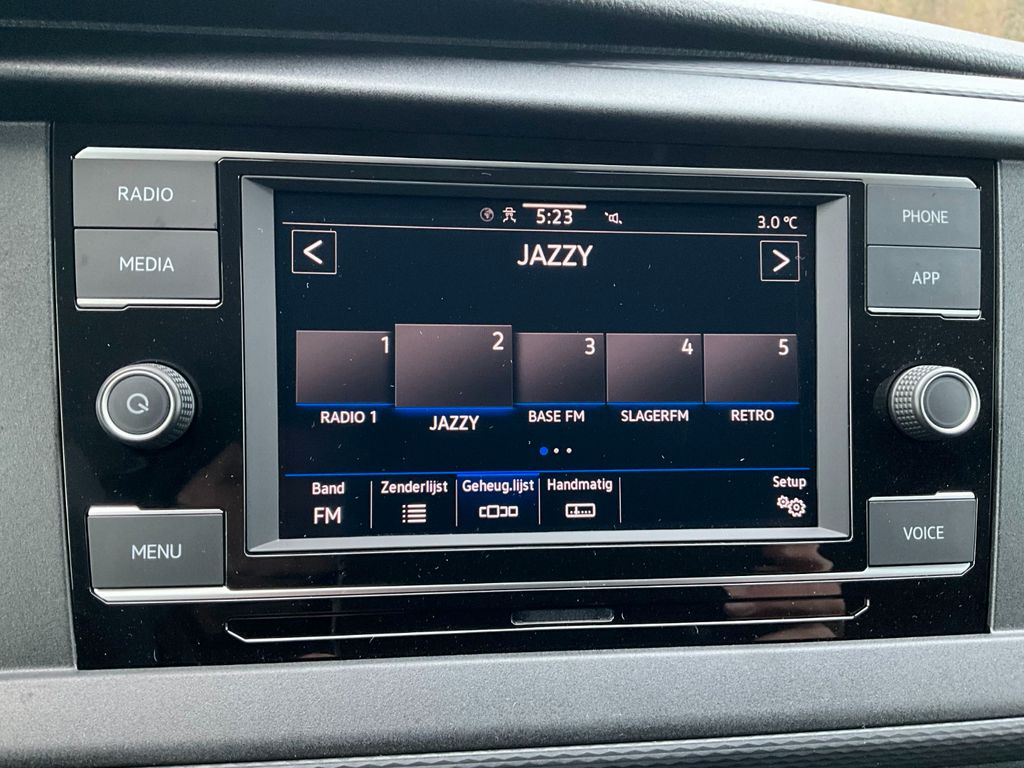 RADIO
MEDIA
MENU
5:23
3.0 °C
<
JAZZY
>
1
2
3
4
5
RADIO 1
JAZZY
BASE FM
SLAGERFM
RETRO
Band
FM
Zenderlijst
Geheug.lijst
Handmatig
Setup
PHONE
APP
VOICE